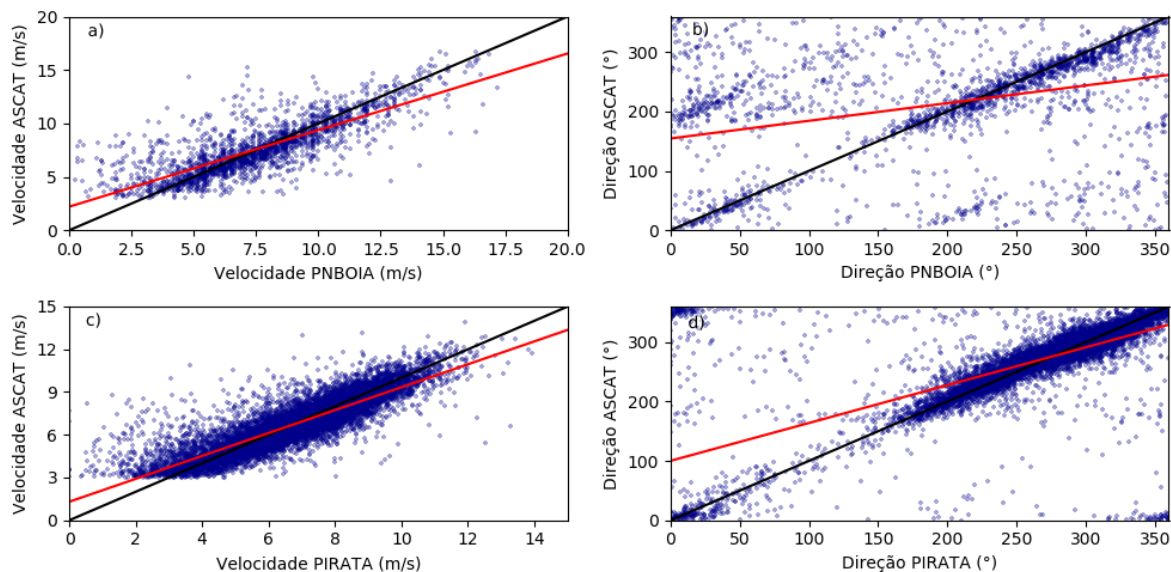 a)
20
15
10
5
0
Velocidade ASCAT (m/s)
0.0 2.5 5.0 7.5 10.0 12.5 15.0 17.5 20.0
Velocidade PNBOIA (m/s)
b)
300
200
100
0
Direção ASCAT (°)
0 50 100 150 200 250 300 350
Direção PNBOIA (°)
c)
15
12
9
6
3
0
Velocidade ASCAT (m/s)
0 2 4 6 8 10 12 14
Velocidade PIRATA (m/s)
d)
300
200
100
0
Direção ASCAT (°)
0 50 100 150 200 250 300 350
Direção PIRATA (°)